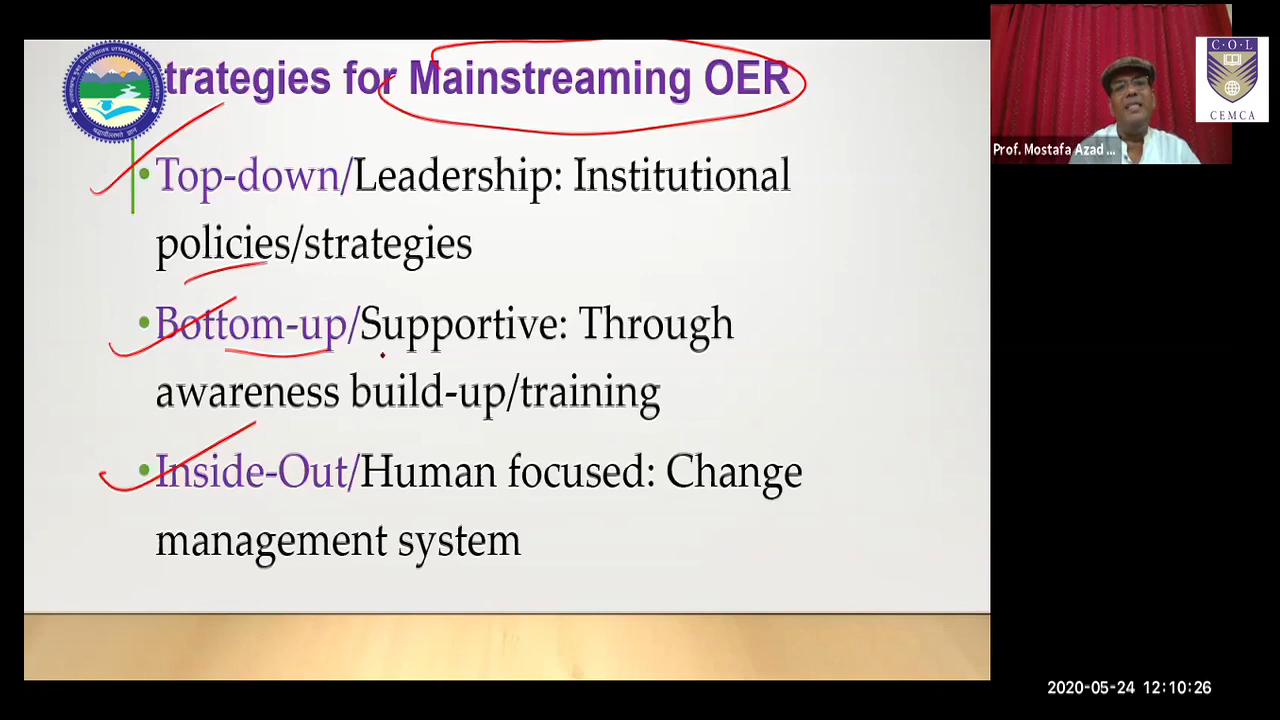 trategies for Mainstreaming OER
• Top-down/Leadership: Institutional
policies/strategies
• Bottom-up/Supportive: Through
awareness build-up/training
• Inside-Out/Human focused: Change
management system
C·O·L
CEMCA
Prof. Mostafa Azad ...
2020-05-24 12:10:26